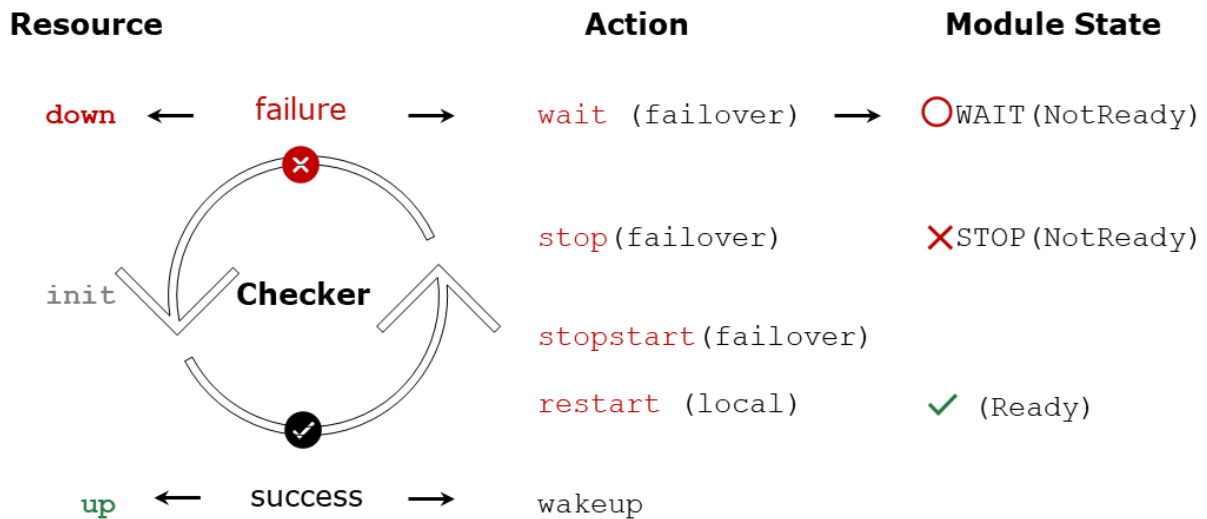 Resource Action Module State
down failure wait (failover) WAIT(NotReady)
stop(failover) STOP(NotReady)
init Checker
stopstart(failover)
restart (local) (Ready)
up success wakeup